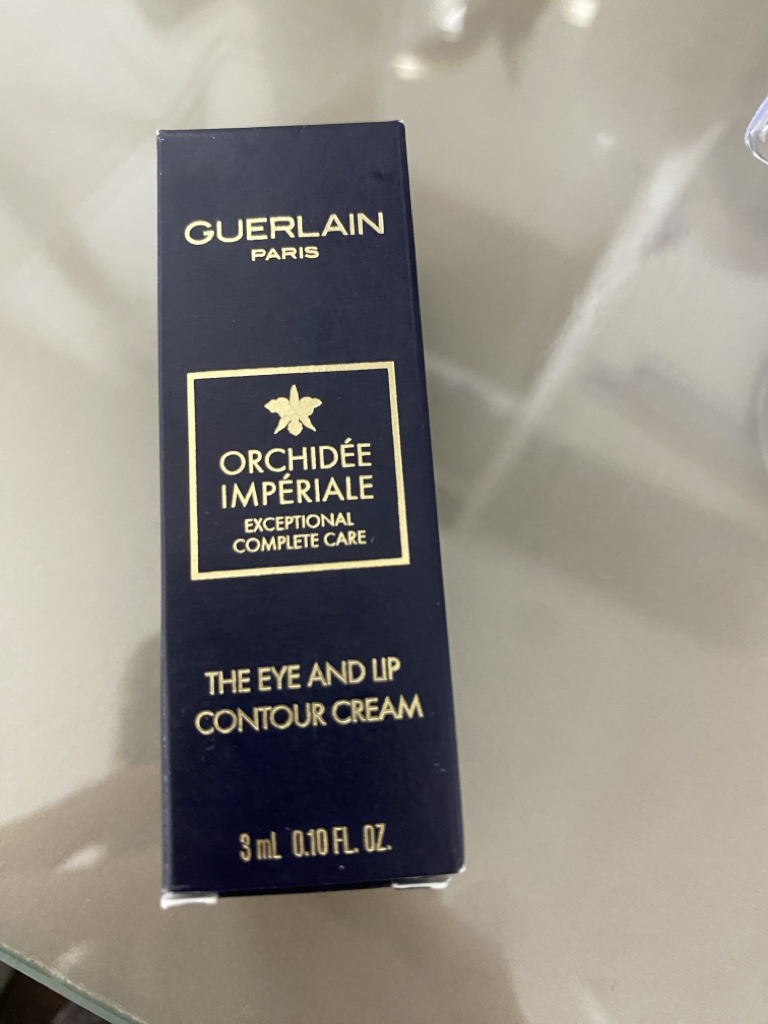 GUERLAIN
PARIS
ORCHIDÉE
IMPÉRIALE
EXCEPTIONAL
COMPLETE CARE
THE EYE AND LIP
CONTOUR CREAM
3 mL 0.10 FL. OZ.